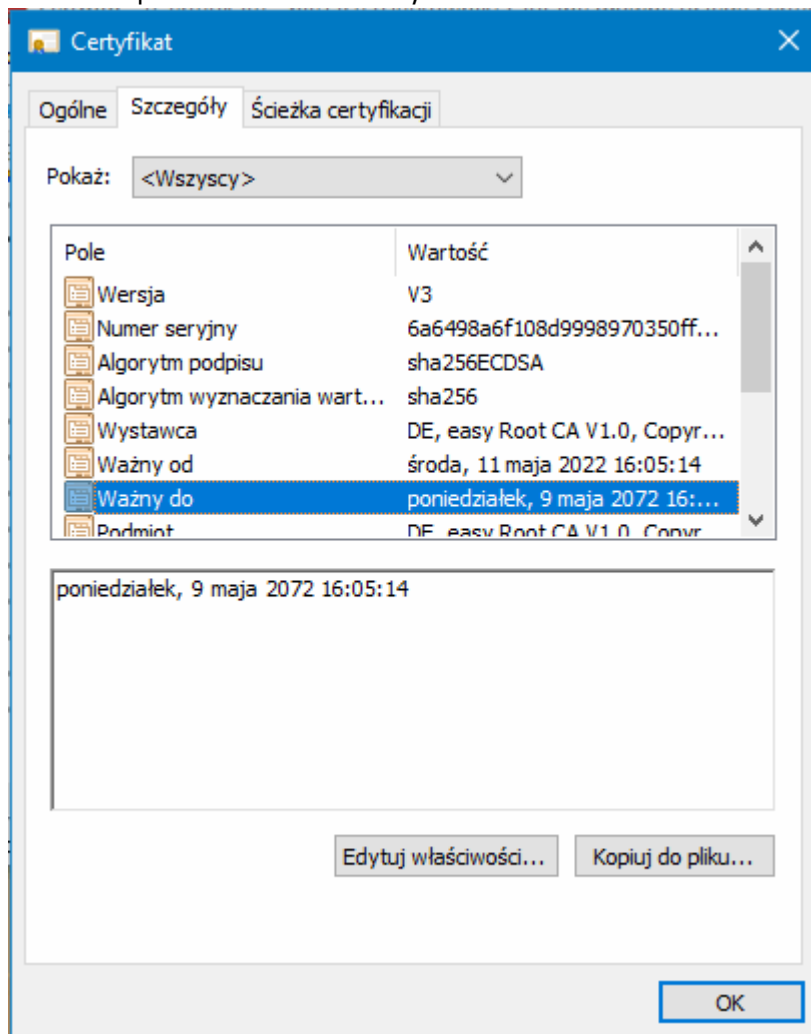 Certyfikat
Ogólne Szczegóły Ścieżka certyfikacji
Pokaż: <Wszyscy>
Pole Wartość
Wersja V3
Numer seryjny 6a6498a6f108d9998970350ff...
Algorytm podpisu sha256ECDSA
Algorytm wyznaczania wart... sha256
Wystawca DE, easy Root CA V1.0, Copyr...
Ważny od środa, 11 maja 2022 16:05:14
Ważny do poniedziałek, 9 maja 2072 16:...
Podmiot DE, easy Root CA V1.0, Copyr
poniedziałek, 9 maja 2072 16:05:14
Edytuj właściwości... Kopiuj do pliku...
OK